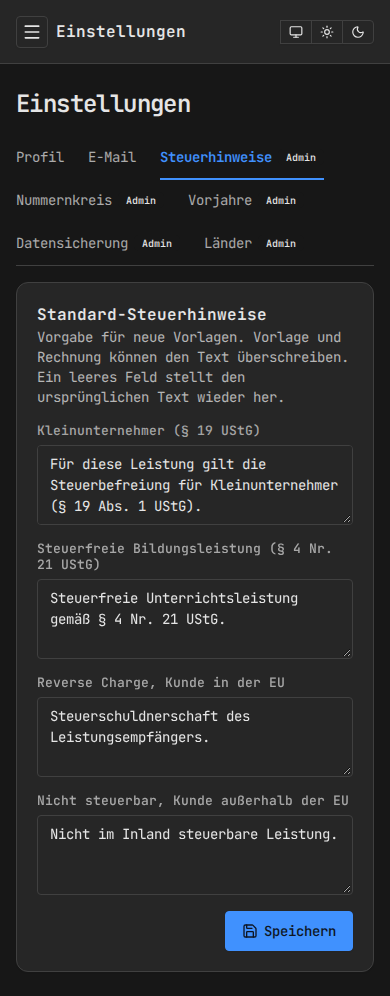 Einstellungen
Einstellungen
Profil E-Mail Steuerhinweise Admin
Nummernkreis Admin Vorjahre Admin
Datensicherung Admin Länder Admin
Standard-Steuerhinweise
Vorgabe für neue Vorlagen. Vorlage und
Rechnung können den Text überschreiben.
Ein leeres Feld stellt den
ursprünglichen Text wieder her.
Kleinunternehmer (§ 19 UStG)
Für diese Leistung gilt die
Steuerbefreiung für Kleinunternehmer
(§ 19 Abs. 1 UStG).
Steuerfreie Bildungsleistung (§ 4 Nr.
21 UStG)
Steuerfreie Unterrichtsleistung
gemäß § 4 Nr. 21 UStG.
Reverse Charge, Kunde in der EU
Steuerschuldnerschaft des
Leistungsempfängers.
Nicht steuerbar, Kunde außerhalb der EU
Nicht im Inland steuerbare Leistung.
Speichern